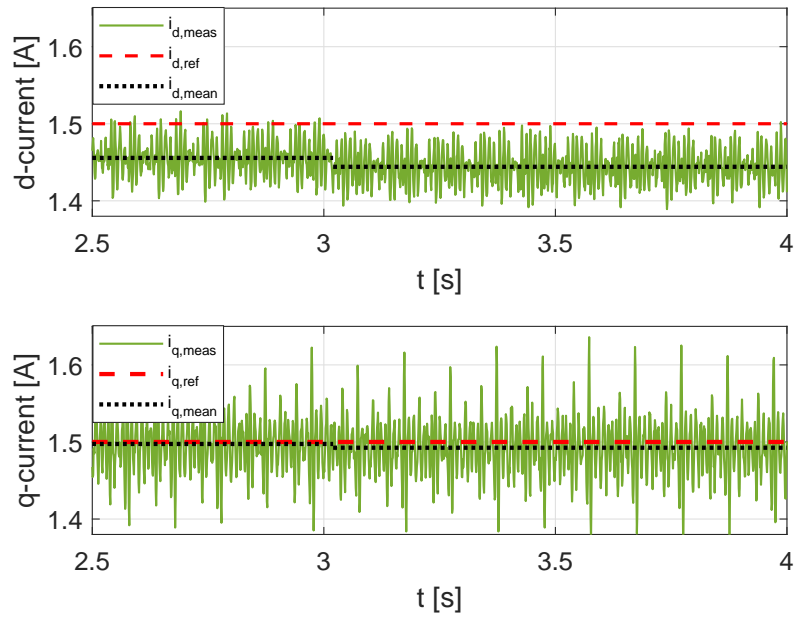 d-current [A]
1.6
1.5
1.4
i_d,meas
i_d,ref
i_d,mean
2.5 3 3.5 4
t [s]
q-current [A]
1.6
1.5
1.4
i_q,meas
i_q,ref
i_q,mean
2.5 3 3.5 4
t [s]